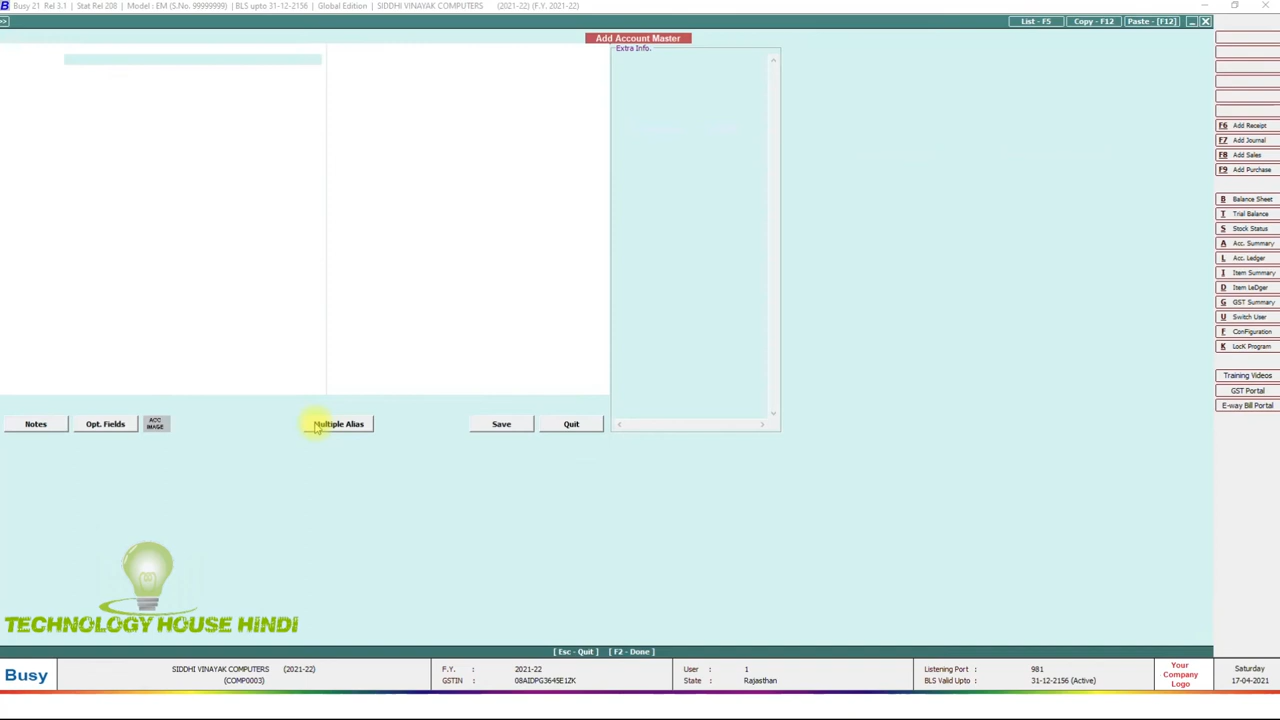 Busy 21 Rel 3.1 | Stat Rel 208 | Model : EM (S.No. 99999999) | BLS upto 31-12-2156 | Global Edition | SIDDHI VINAYAK COMPUTERS (2021-22) (F.Y. 2021-22)
>> List - F5 Copy - F12 Paste - [F12]
Add Account Master
Extra Info.
F6 Add Receipt
F7 Add Journal
F8 Add Sales
F9 Add Purchase
B Balance Sheet
T Trial Balance
S Stock Status
A Acc. Summary
L Acc. Ledger
I Item Summary
D Item LeDger
G GST Summary
U Switch User
F ConFiguration
K LocK Program
Training Videos
GST Portal
E-way Bill Portal
Notes Opt. Fields ACC IMAGE Multiple Alias Save Quit
TECHNOLOGY HOUSE HINDI
[ Esc - Quit ] [ F2 - Done ]
Busy
SIDDHI VINAYAK COMPUTERS (2021-22)
(COMP0003)
F.Y. : 2021-22
GSTIN : 08AIDPG3645E1ZK
User : 1
State : Rajasthan
Listening Port : 981
BLS Valid Upto : 31-12-2156 (Active)
Your
Company
Logo
Saturday
17-04-2021